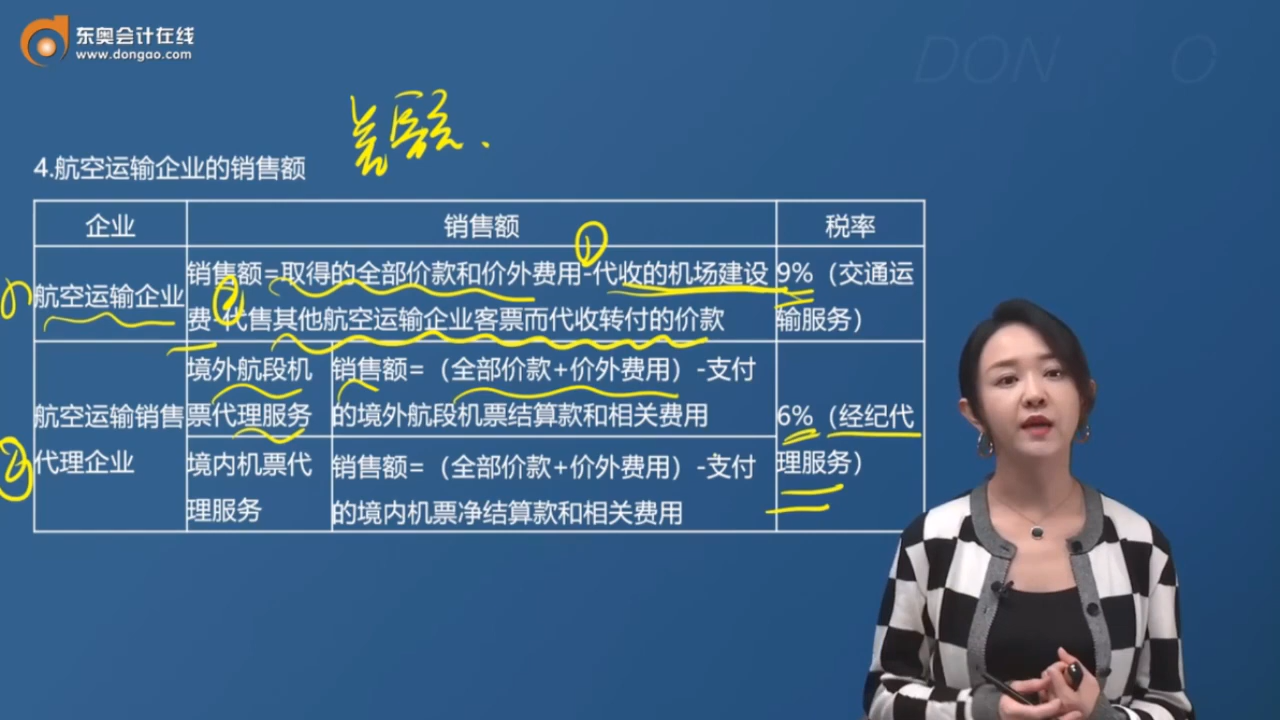 东奥会计在线
www.dongao.com
DON O
差额.
4.航空运输企业的销售额
企业 销售额 税率
①
航空运输企业
销售额=取得的全部价款和价外费用-代收的机场建设
费-代售其他航空运输企业客票而代收转付的价款
②
9%（交通运
输服务）
②
航空运输销售
代理企业
境外航段机
票代理服务
销售额=（全部价款+价外费用）-支付
的境外航段机票结算款和相关费用
境内机票代
理服务
销售额=（全部价款+价外费用）-支付
的境内机票净结算款和相关费用
6%（经纪代
理服务）